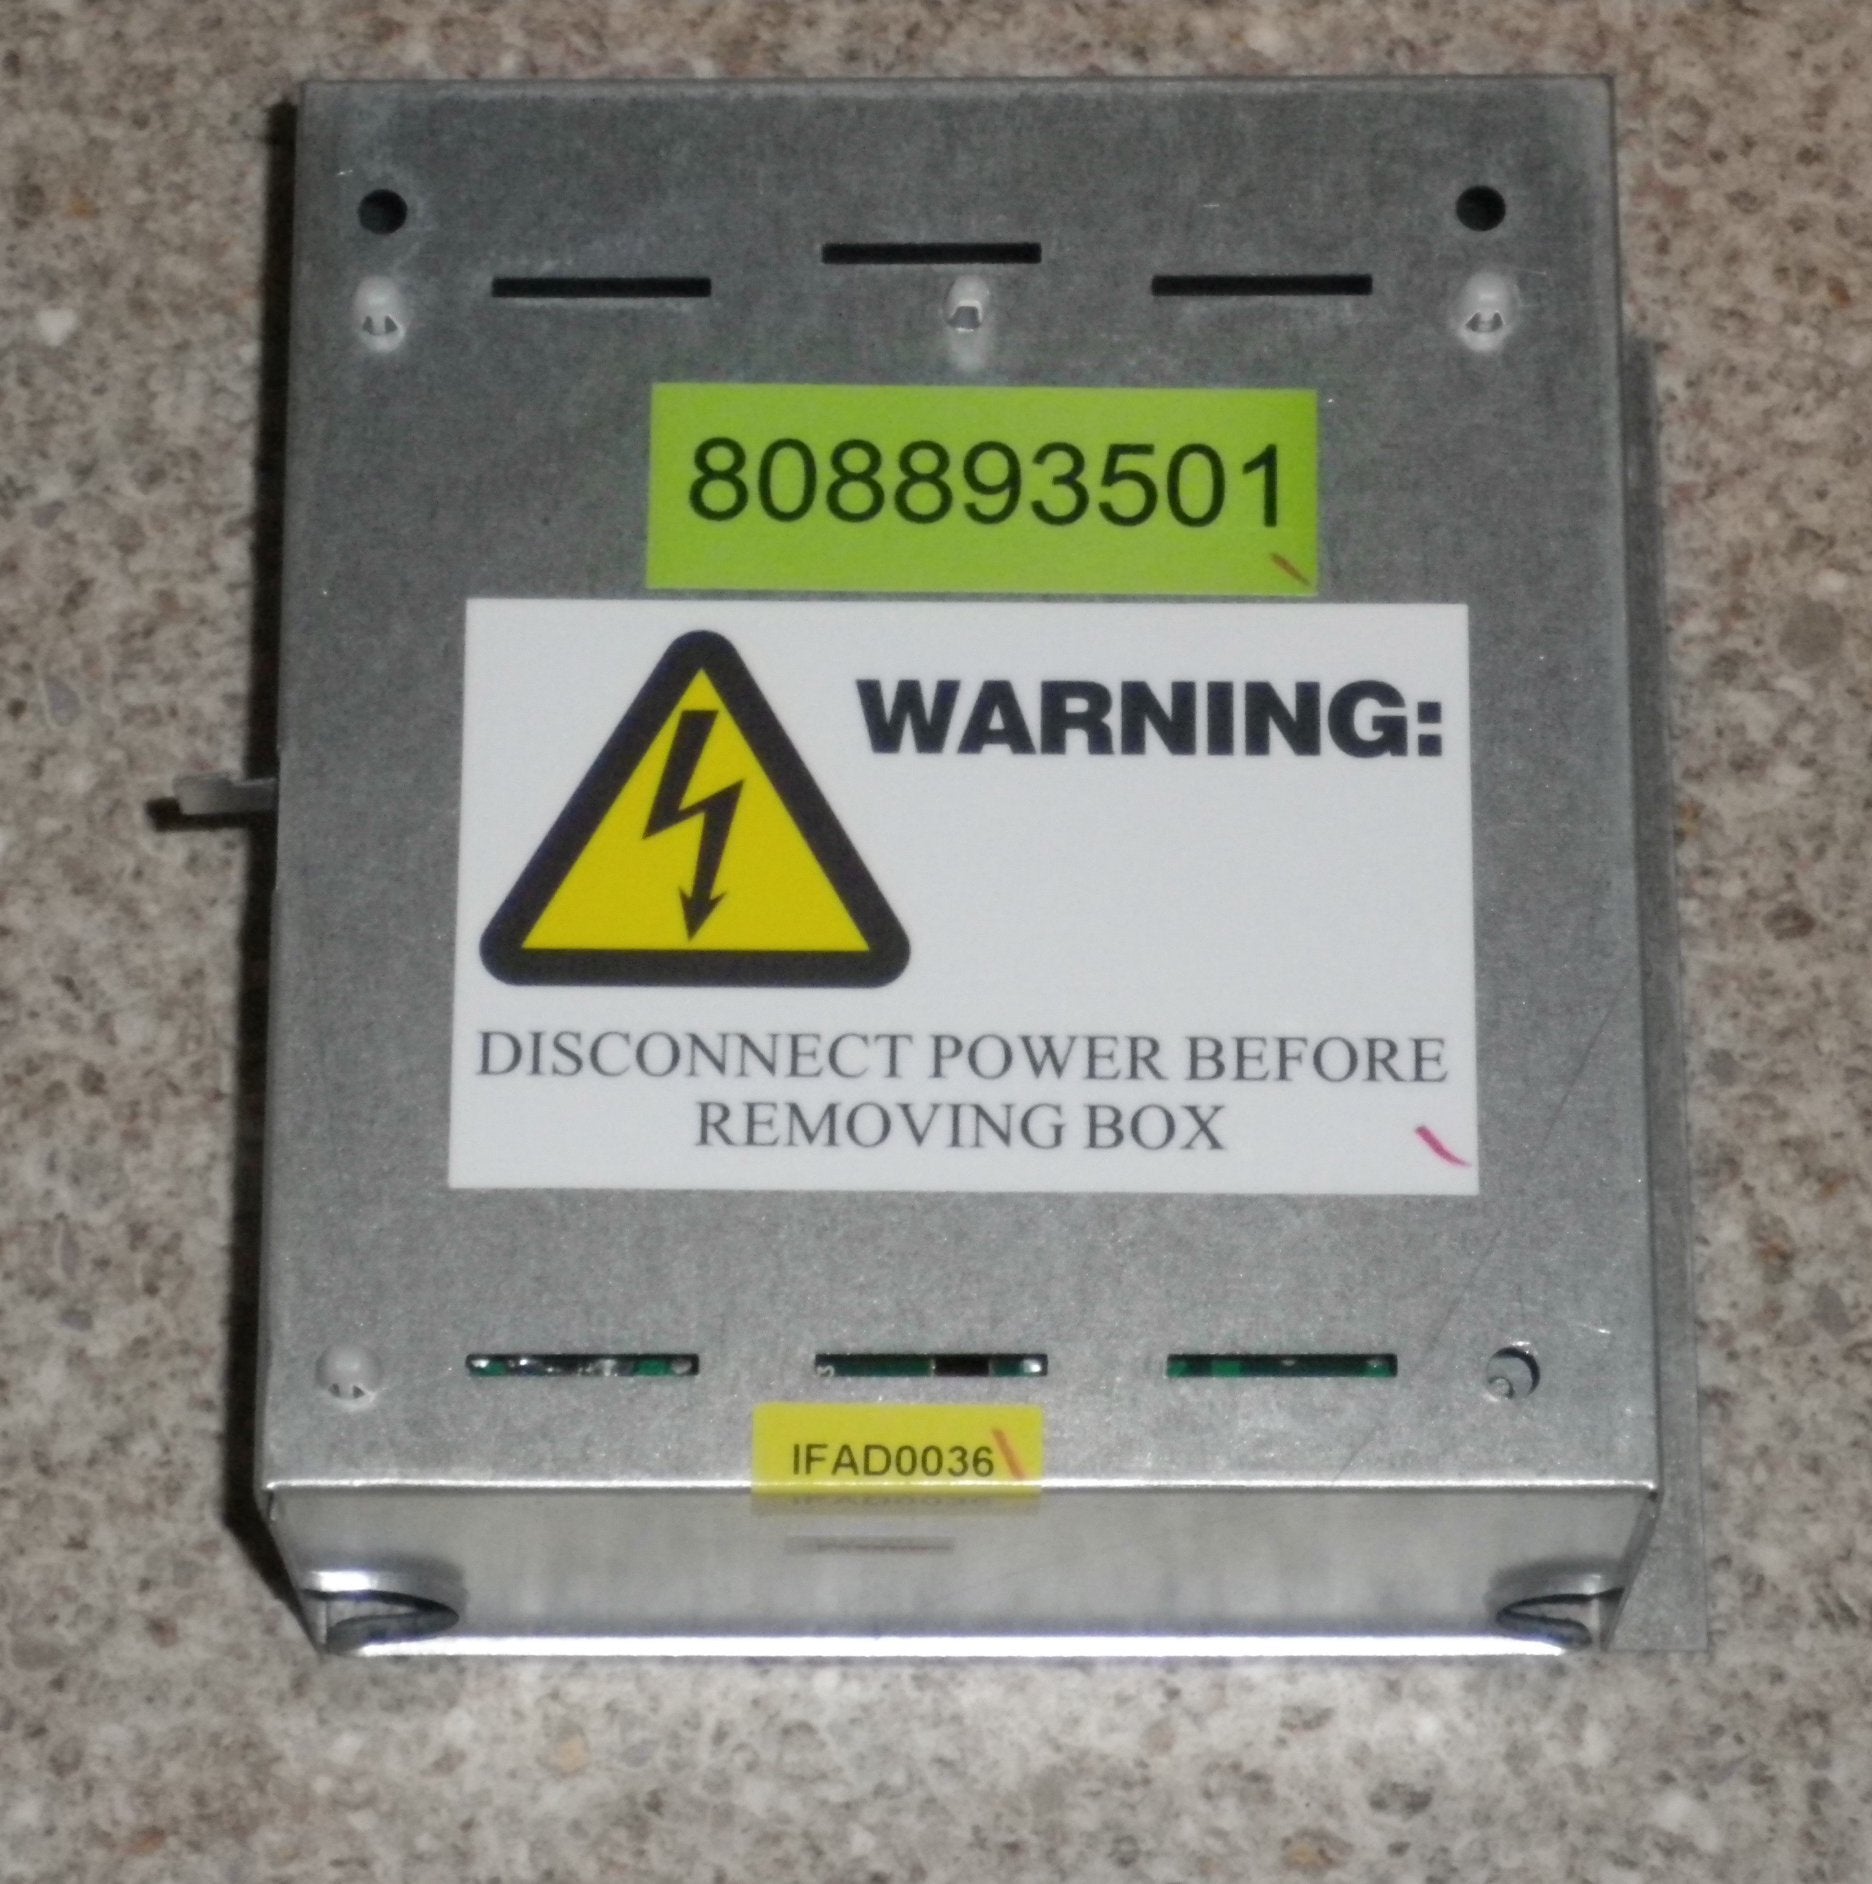 808893501
WARNING:
DISCONNECT POWER BEFORE
REMOVING BOX
IFAD0036